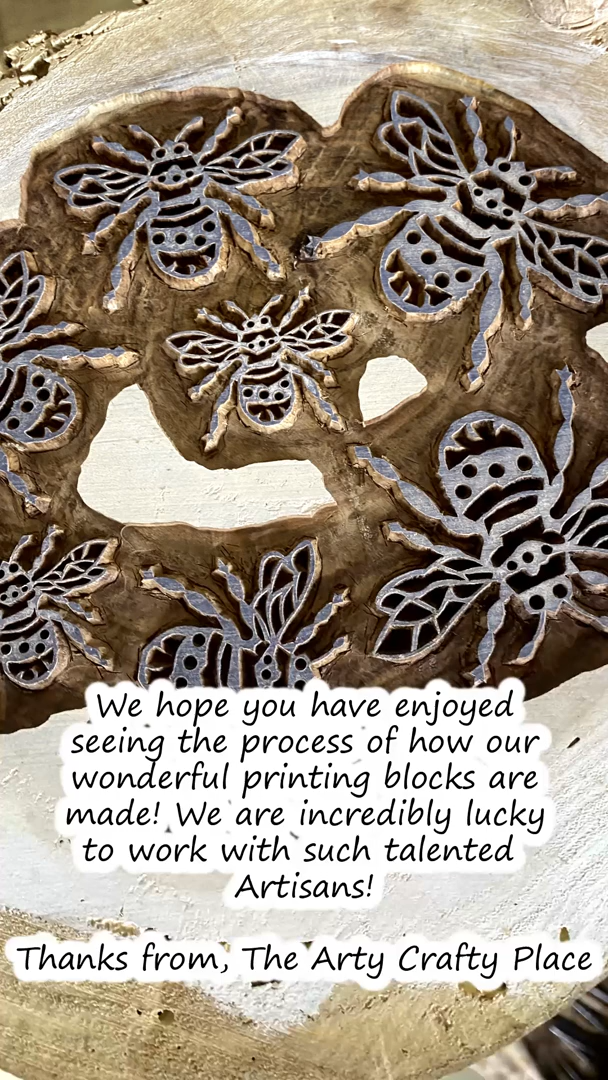 We hope you have enjoyed
seeing the process of how our
wonderful printing blocks are
made! We are incredibly lucky
to work with such talented
Artisans!
Thanks from, The Arty Crafty Place